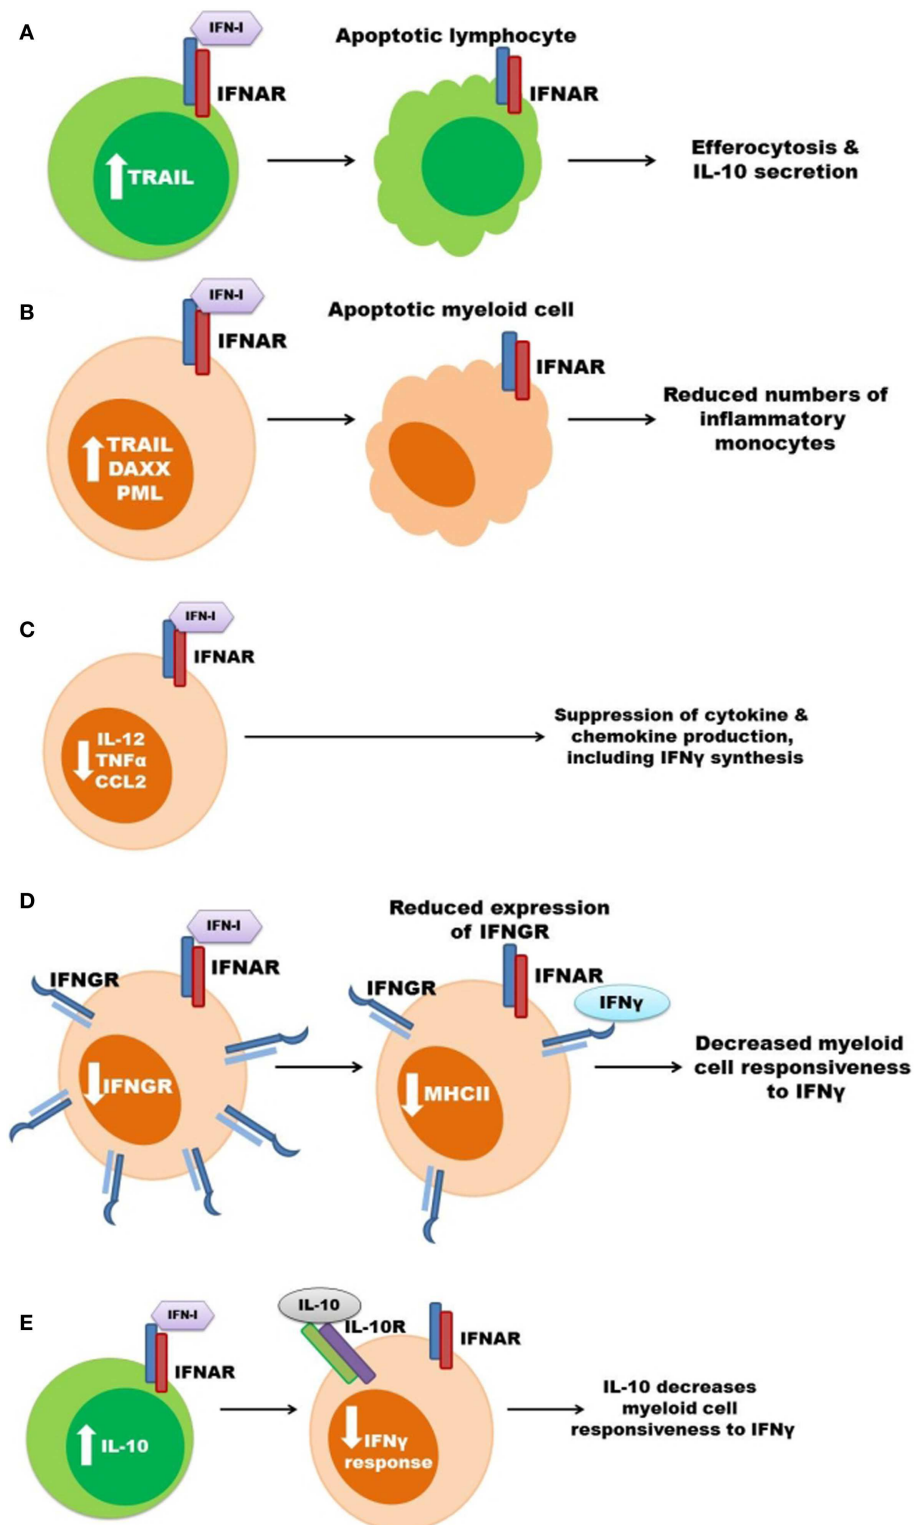 A
IFN-I
IFNAR
TRAIL
Apoptotic lymphocyte
IFNAR
Efferocytosis &
IL-10 secretion
B
IFN-I
IFNAR
TRAIL
DAXX
PML
Apoptotic myeloid cell
IFNAR
Reduced numbers of
inflammatory
monocytes
C
IFN-I
IFNAR
IL-12
TNFα
CCL2
Suppression of cytokine &
chemokine production,
including IFNγ synthesis
D
IFN-I
IFNAR
IFNGR
IFNGR
Reduced expression
of IFNGR
IFNAR
IFNGR
IFNγ
MHCII
Decreased myeloid
cell responsiveness
to IFNγ
E
IFN-I
IFNAR
IL-10
IL-10
IL-10R
IFNAR
IFNγ
response
IL-10 decreases
myeloid cell
responsiveness to IFNγ